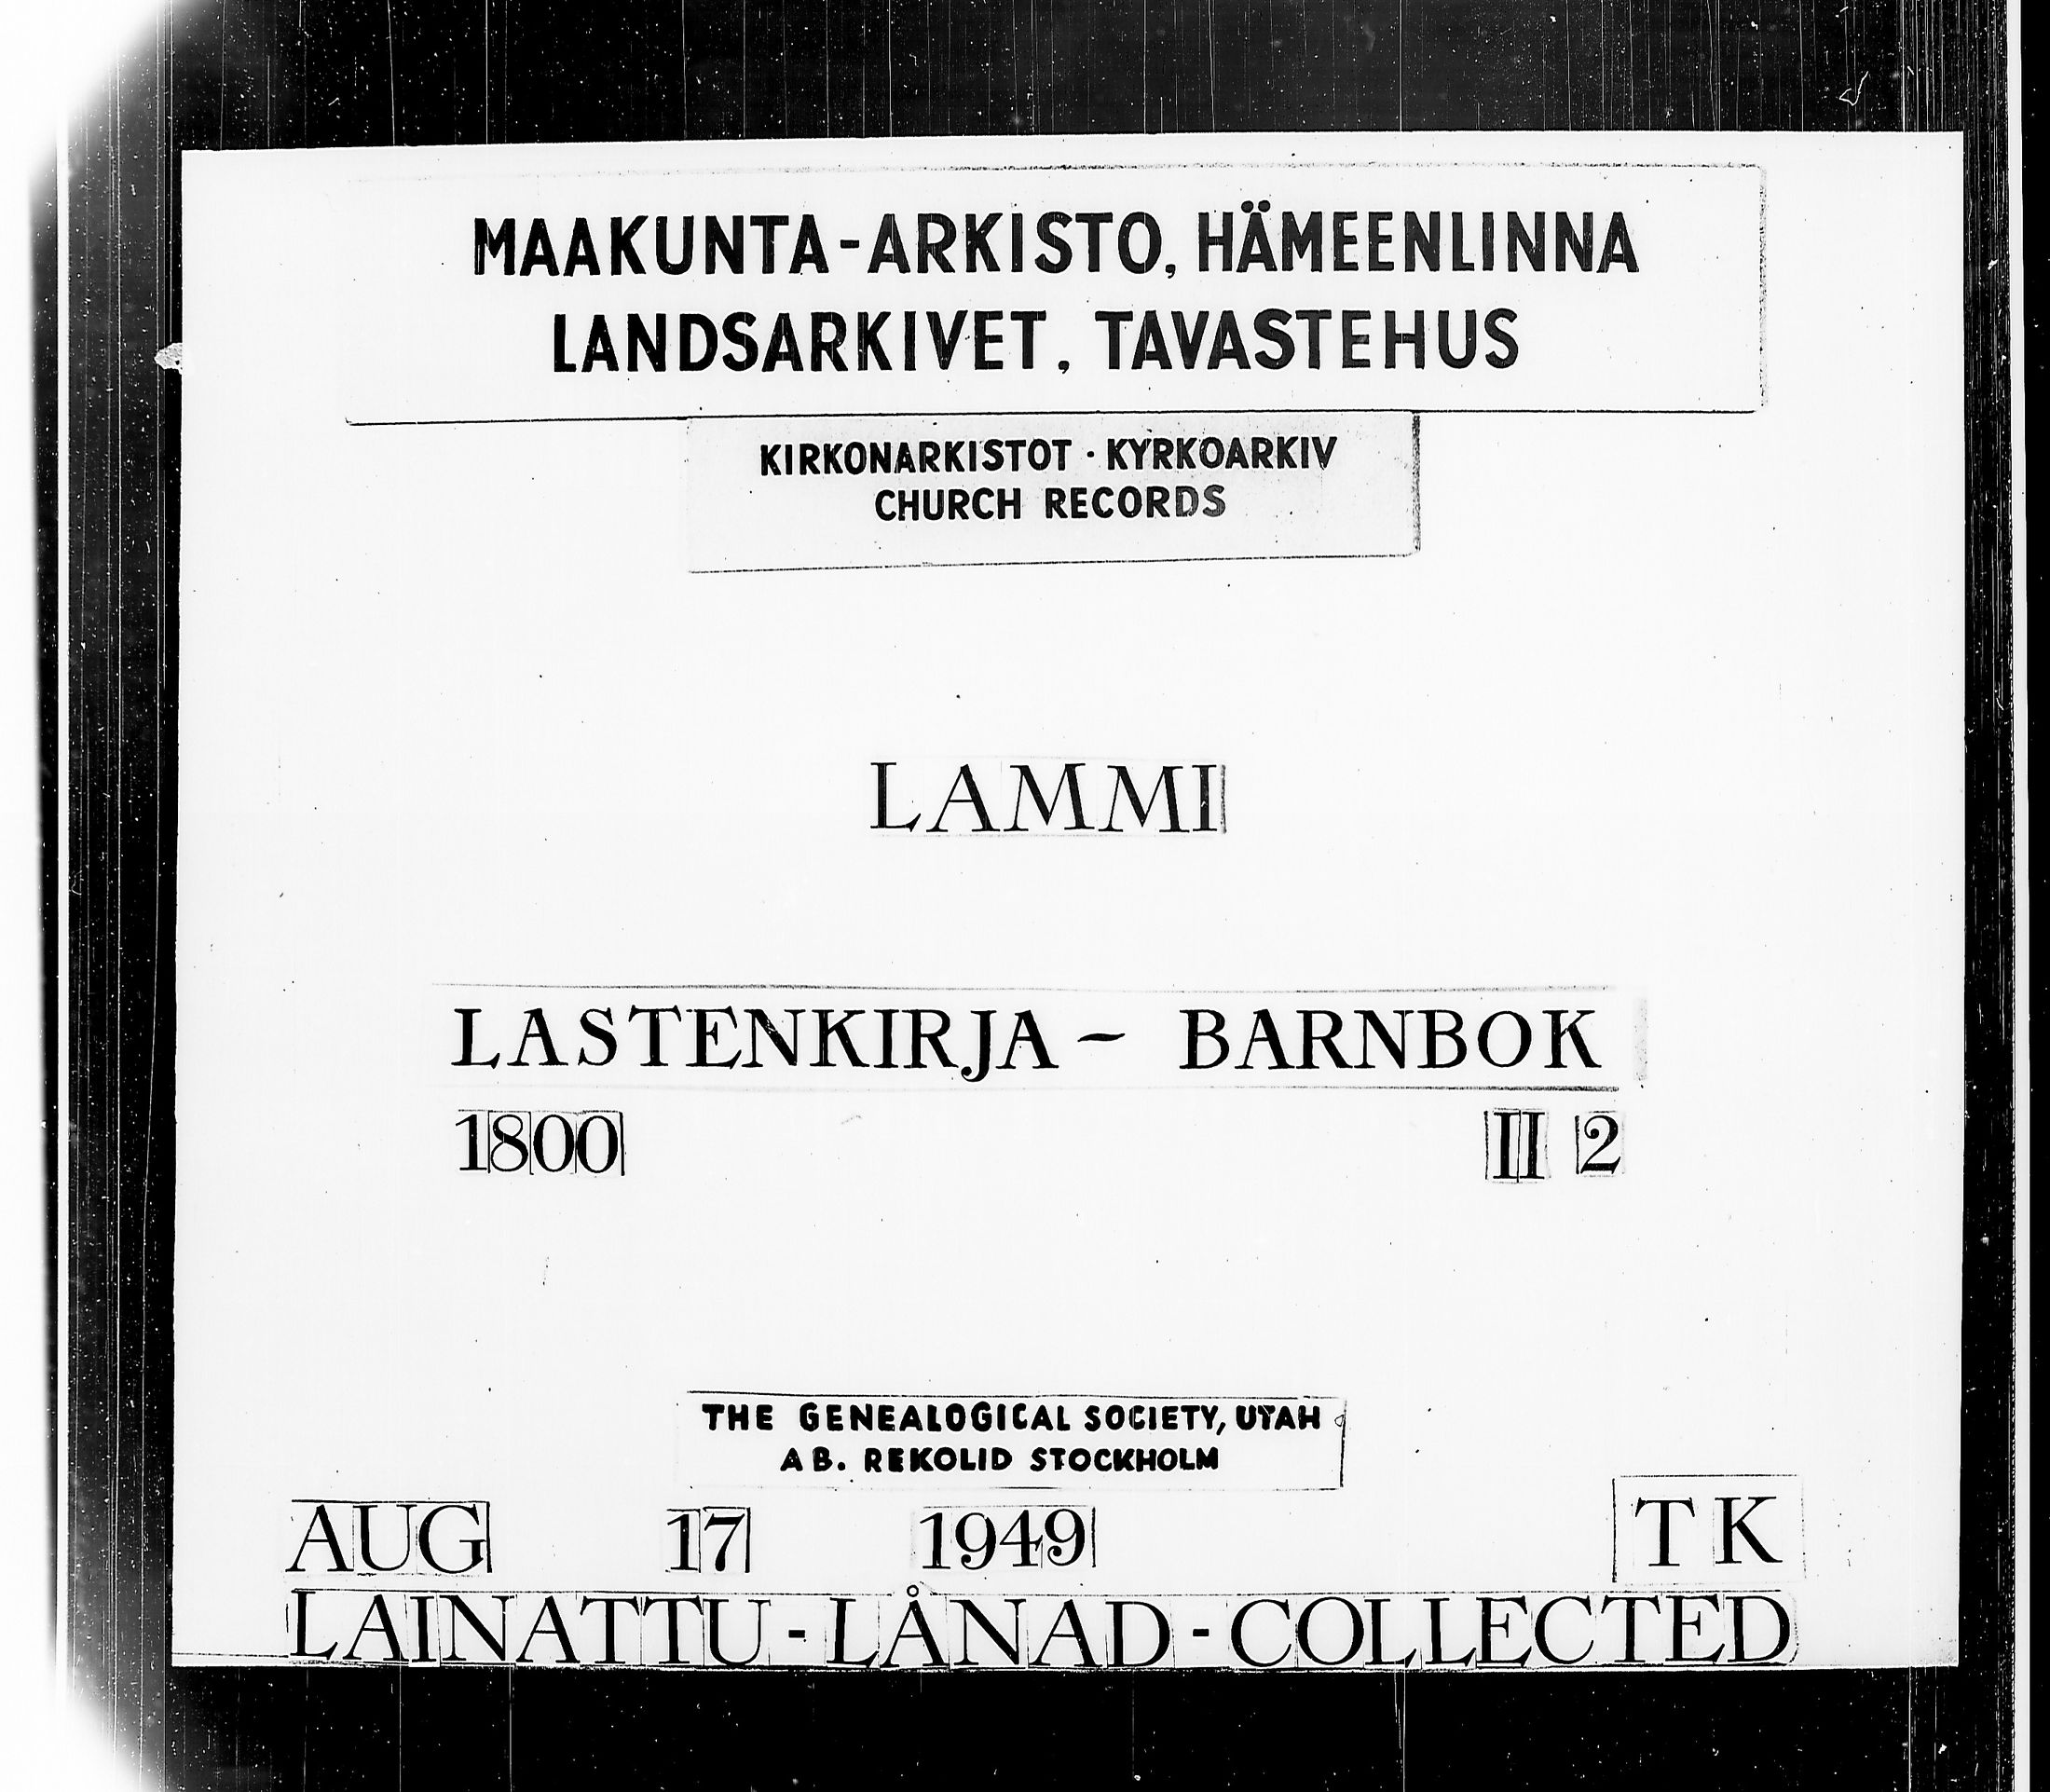 MAAKUNTA-ARKISTO, HÄMEENLINNA
LANDSARKIVET, TAVASTEHUS
KIRKONARKISTOT · KYRKOARKIV
CHURCH RECORDS
LAMMI
LASTENKIRJA - BARNBOK
1800 II 2
THE GENEALOGICAL SOCIETY, UTAH
AB. REKOLID STOCKHOLM
AUG 17 1949 TK
LAINATTU - LÅNAD - COLLECTED